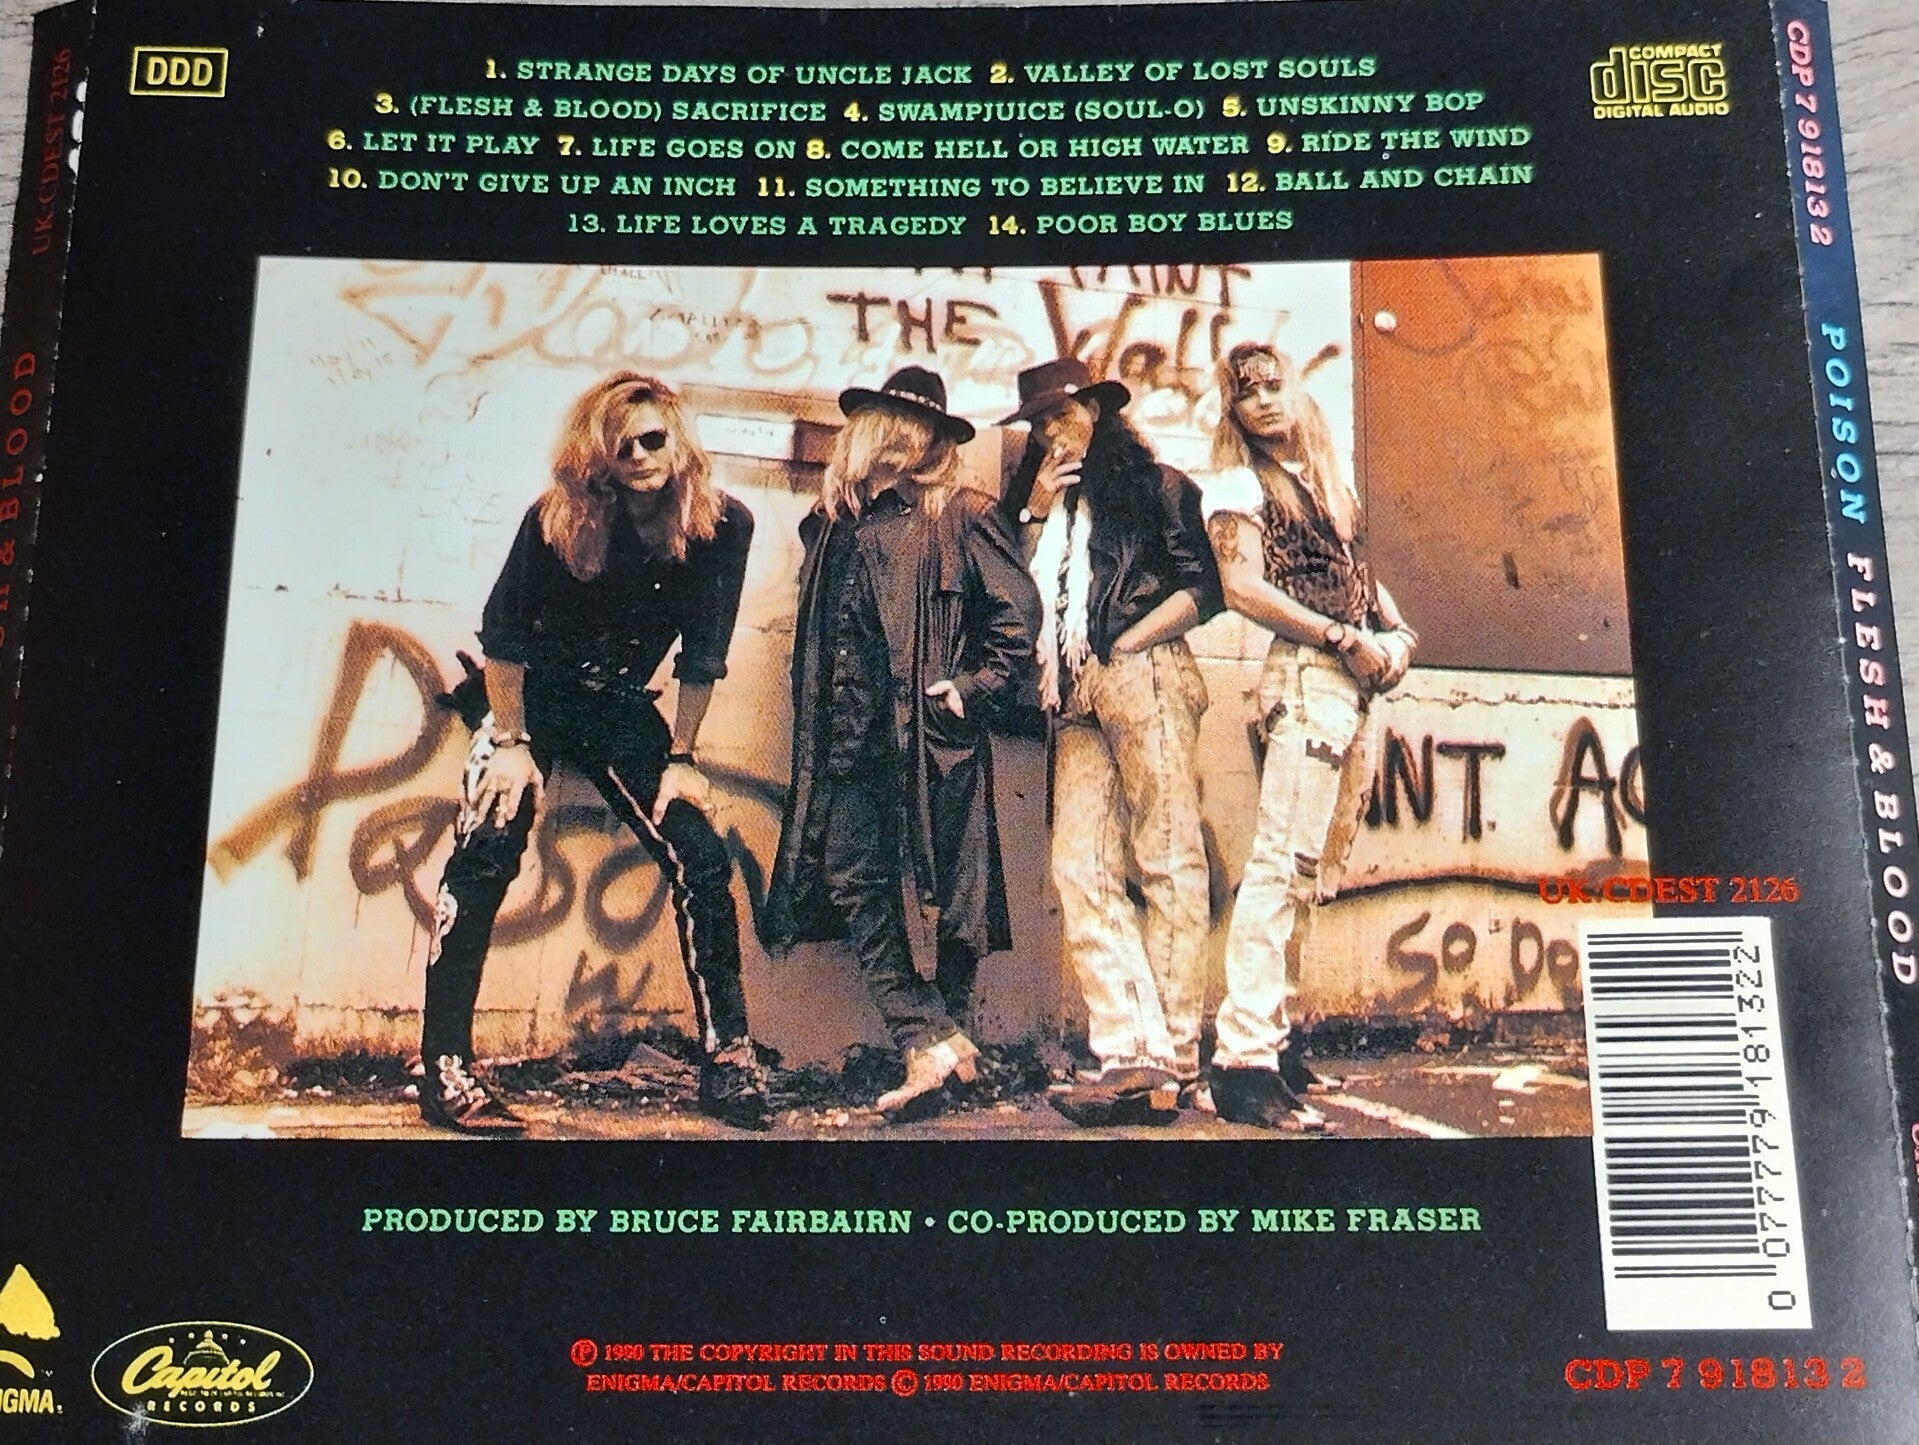 DDD
COMPACT
disc
DIGITAL AUDIO
1. STRANGE DAYS OF UNCLE JACK 2. VALLEY OF LOST SOULS
3. (FLESH & BLOOD) SACRIFICE 4. SWAMPJUICE (SOUL-O) 5. UNSKINNY BOP
6. LET IT PLAY 7. LIFE GOES ON 8. COME HELL OR HIGH WATER 9. RIDE THE WIND
10. DON'T GIVE UP AN INCH 11. SOMETHING TO BELIEVE IN 12. BALL AND CHAIN
13. LIFE LOVES A TRAGEDY 14. POOR BOY BLUES
UK.CDEST 2126
& BLOOD
CDP 7 91813 2
POISON FLESH & BLOOD
THE Wall
Poison
SO DO
UK.CDEST 2126
0 077779 181322
PRODUCED BY BRUCE FAIRBAIRN • CO-PRODUCED BY MIKE FRASER
IGMA.
Capitol
RECORDS
℗ 1990 THE COPYRIGHT IN THIS SOUND RECORDING IS OWNED BY
ENIGMA/CAPITOL RECORDS © 1990 ENIGMA/CAPITOL RECORDS
CDP 7 91813 2